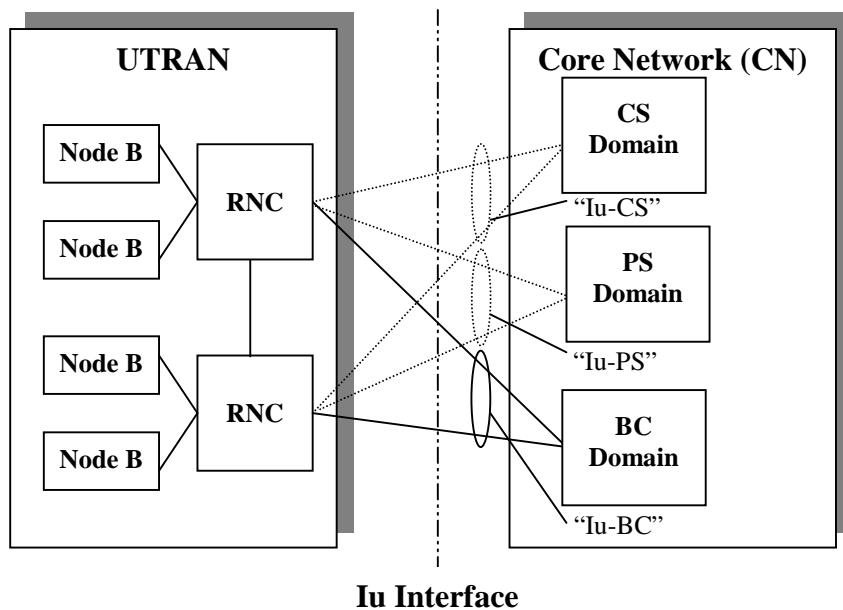 UTRAN
Node B
Node B
RNC
Node B
Node B
RNC
Core Network (CN)
CS
Domain
“Iu-CS”
PS
Domain
“Iu-PS”
BC
Domain
“Iu-BC”
Iu Interface